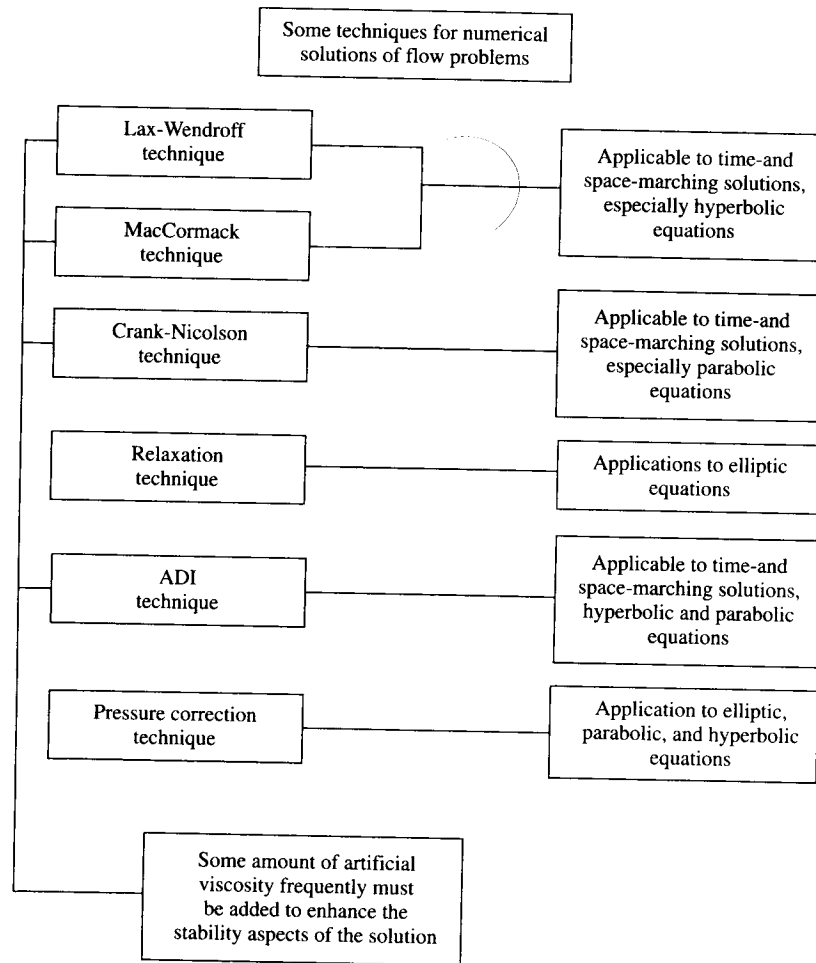 Some techniques for numerical
solutions of flow problems
Lax-Wendroff
technique
Applicable to time-and
space-marching solutions,
especially hyperbolic
equations
MacCormack
technique
Crank-Nicolson
technique
Applicable to time-and
space-marching solutions,
especially parabolic
equations
Relaxation
technique
Applications to elliptic
equations
ADI
technique
Applicable to time-and
space-marching solutions,
hyperbolic and parabolic
equations
Pressure correction
technique
Application to elliptic,
parabolic, and hyperbolic
equations
Some amount of artificial
viscosity frequently must
be added to enhance the
stability aspects of the solution